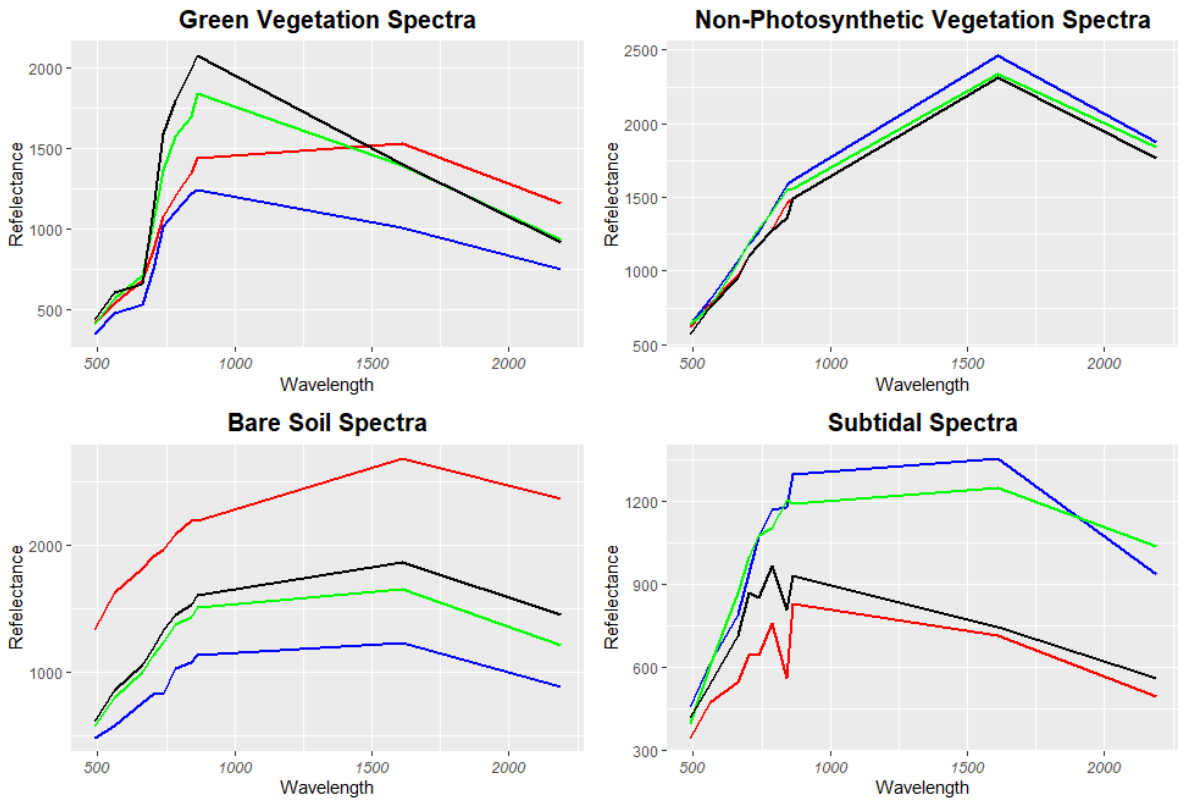 Green Vegetation Spectra
Refelectance
2000
1500
1000
500
500 1000 1500 2000
Wavelength
Non-Photosynthetic Vegetation Spectra
Refelectance
2500
2000
1500
1000
500
500 1000 1500 2000
Wavelength
Bare Soil Spectra
Refelectance
2000
1000
500 1000 1500 2000
Wavelength
Subtidal Spectra
Refelectance
1200
900
600
300
500 1000 1500 2000
Wavelength